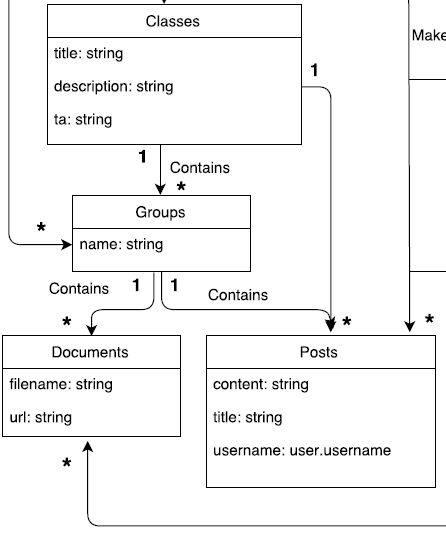 Classes
title: string
description: string
ta: string
1
Make
1
Contains
*
Groups
name: string
*
Contains
1
1
Contains
*
*
*
Documents
filename: string
url: string
Posts
content: string
title: string
username: user.username
*